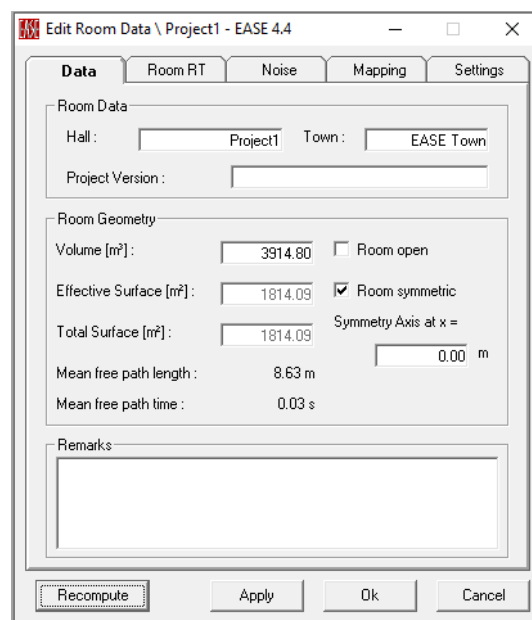 EASE Edit Room Data \ Project1 - EASE 4.4
Data Room RT Noise Mapping Settings
Room Data
Hall : Project1 Town : EASE Town
Project Version :
Room Geometry
Volume [m³] : 3914.80 Room open
Effective Surface [m²] : 1814.09 Room symmetric
Total Surface [m²] : 1814.09 Symmetry Axis at x =
0.00 m
Mean free path length : 8.63 m
Mean free path time : 0.03 s
Remarks
Recompute Apply Ok Cancel